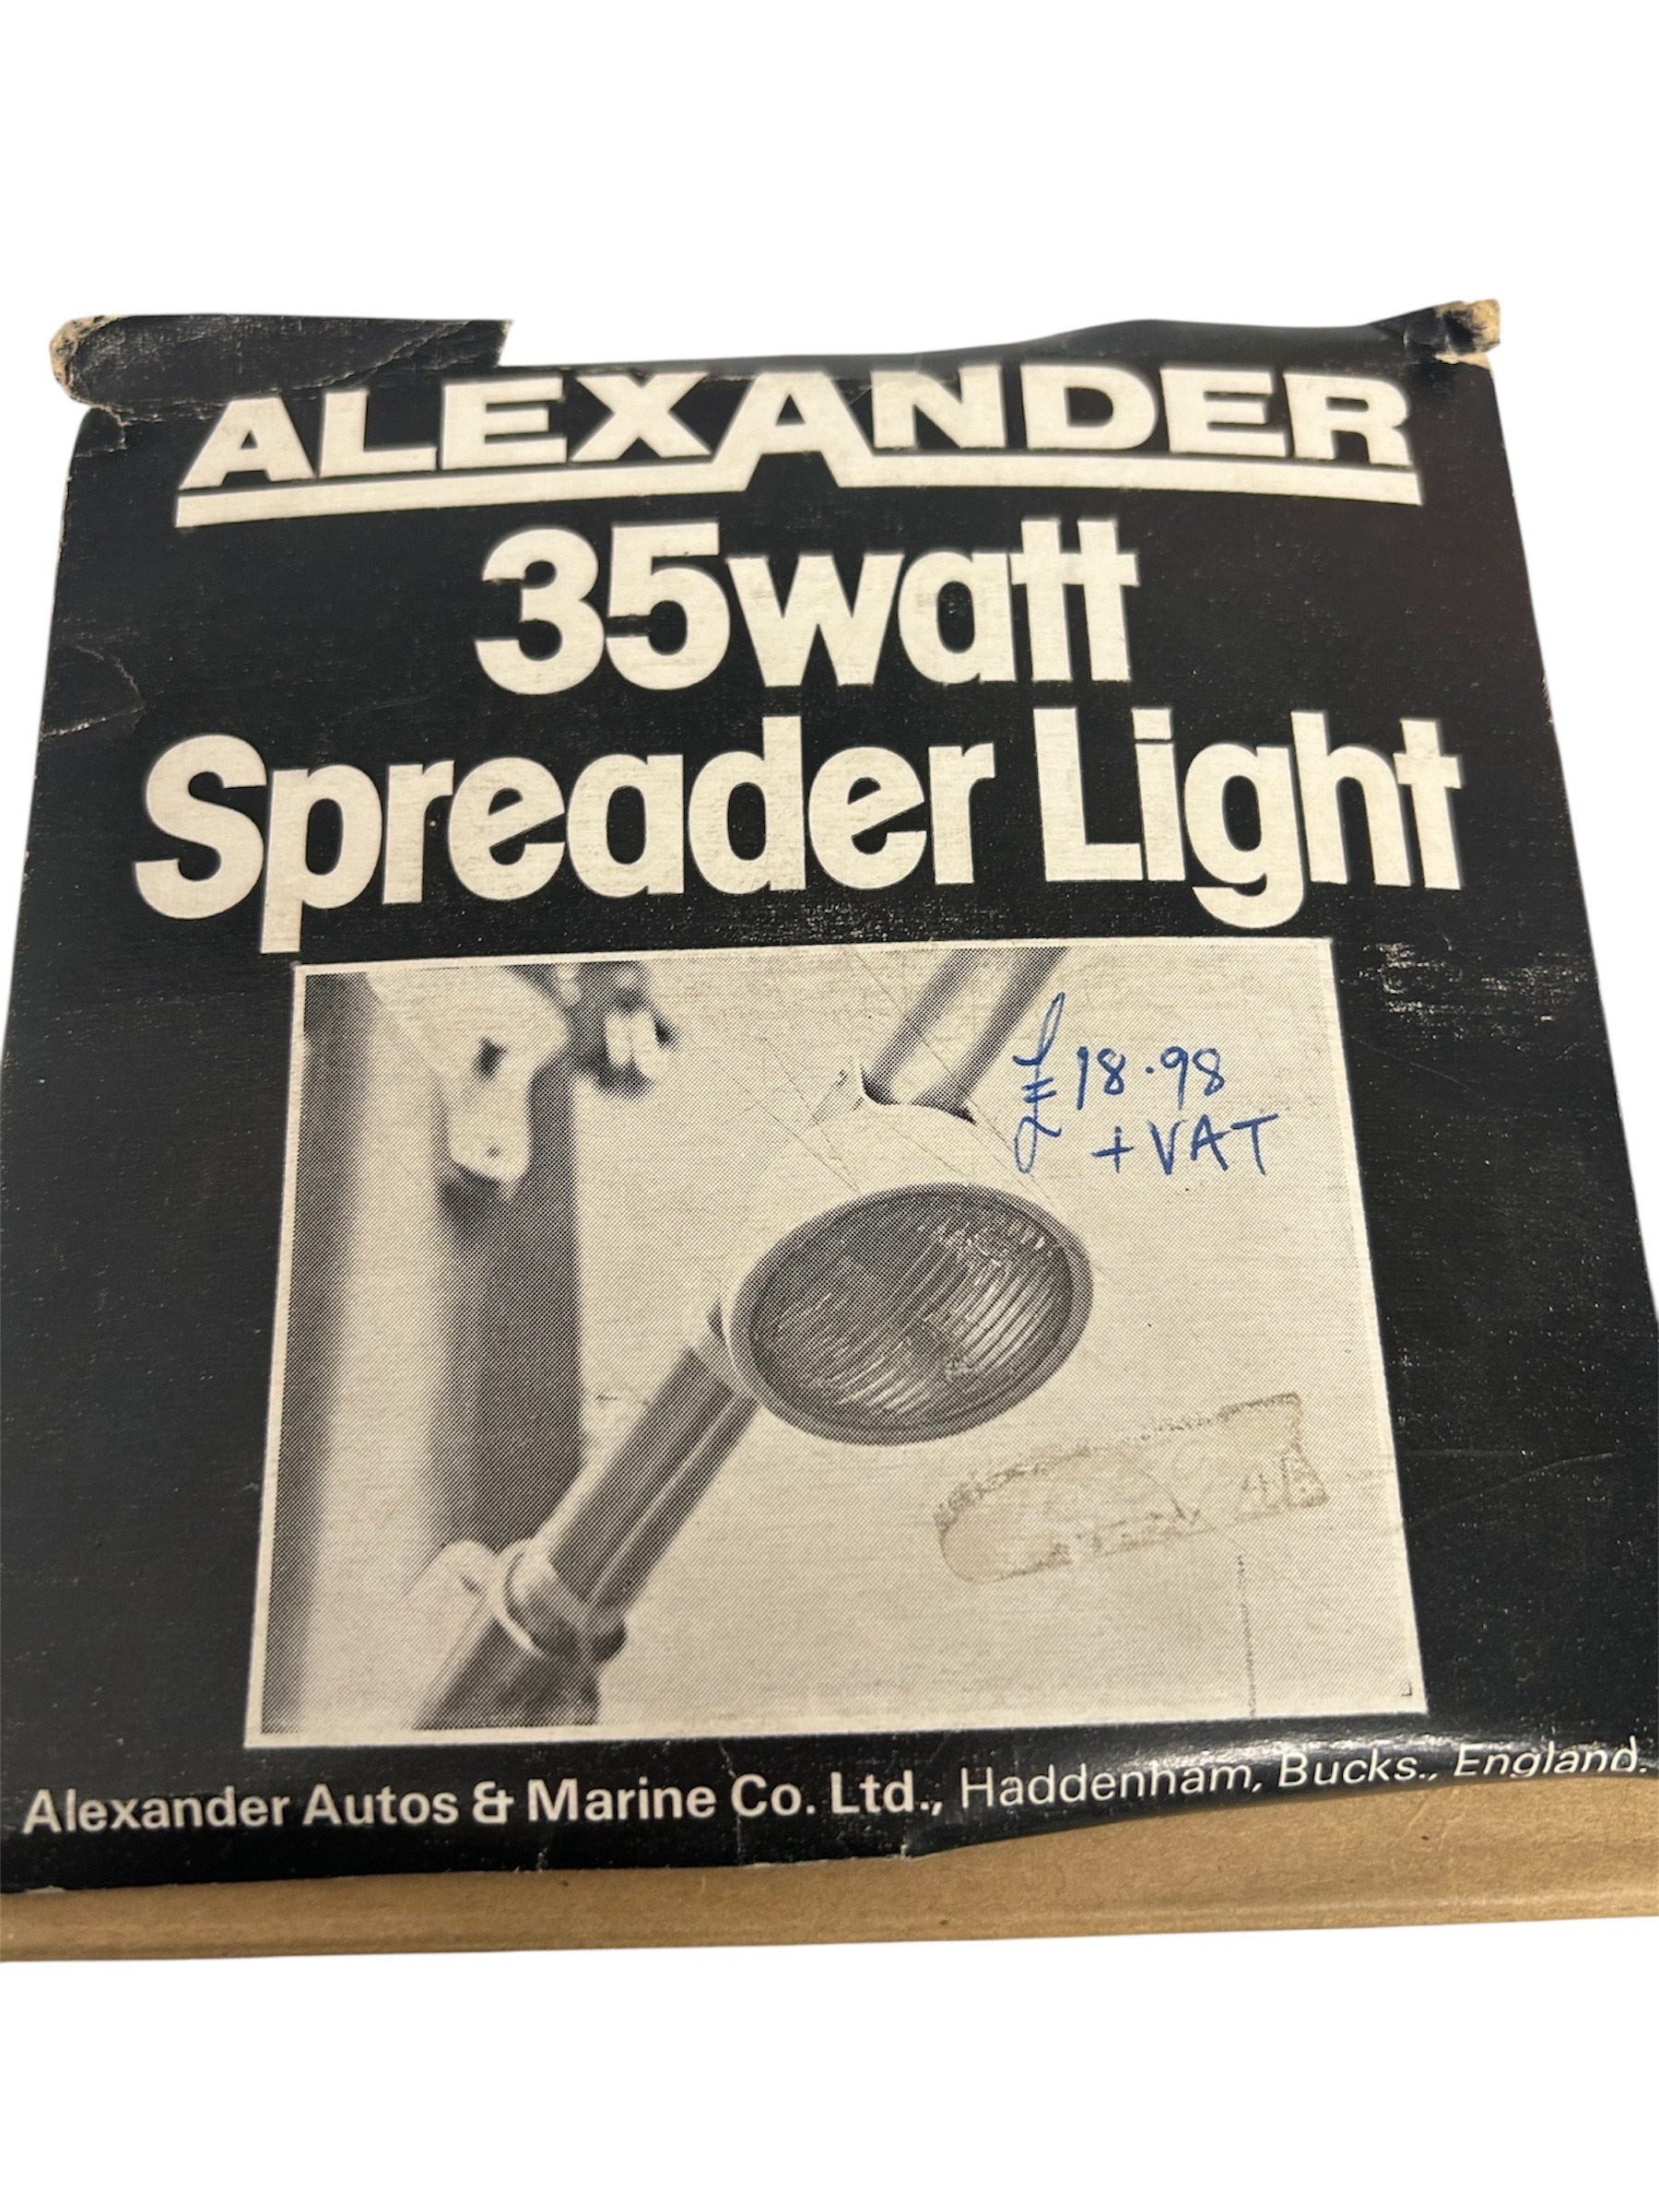 ALEXANDER
35watt
Spreader Light
£18.98
+VAT
Alexander Autos & Marine Co. Ltd., Haddenham, Bucks., England.